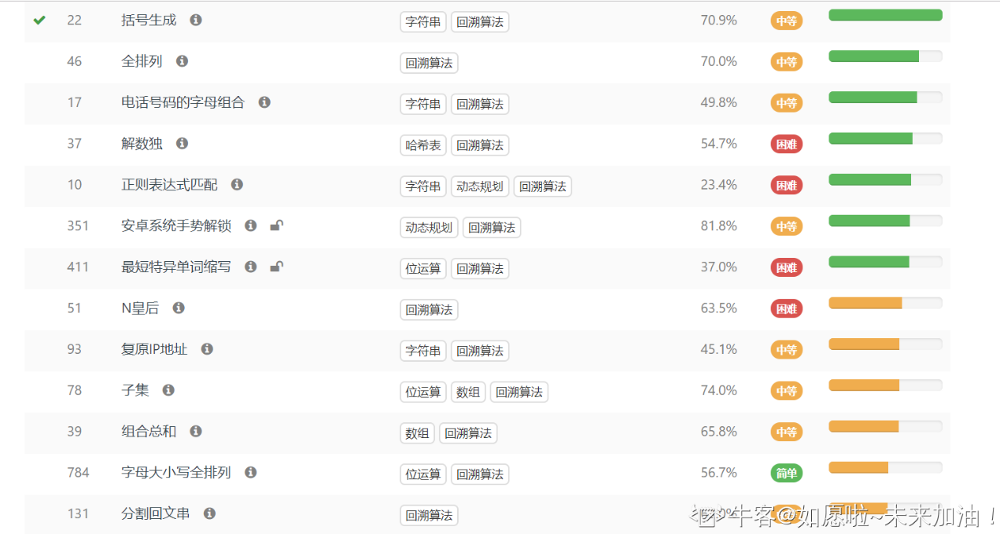 22 括号生成 字符串 回溯算法 70.9% 中等
46 全排列 回溯算法 70.0% 中等
17 电话号码的字母组合 字符串 回溯算法 49.8% 中等
37 解数独 哈希表 回溯算法 54.7% 困难
10 正则表达式匹配 字符串 动态规划 回溯算法 23.4% 困难
351 安卓系统手势解锁 动态规划 回溯算法 81.8% 中等
411 最短特异单词缩写 位运算 回溯算法 37.0% 困难
51 N皇后 回溯算法 63.5% 困难
93 复原IP地址 字符串 回溯算法 45.1% 中等
78 子集 位运算 数组 回溯算法 74.0% 中等
39 组合总和 数组 回溯算法 65.8% 中等
784 字母大小写全排列 位运算 回溯算法 56.7% 简单
131 分割回文串 回溯算法
牛客@如愿啦~未来加油！